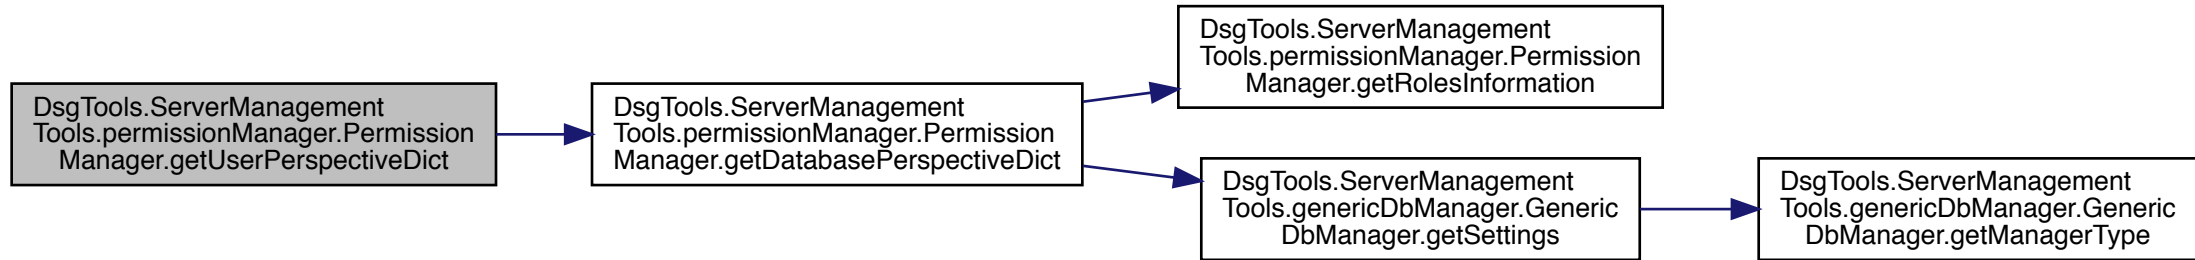 DsgTools.ServerManagement
Tools.permissionManager.Permission
Manager.getUserPerspectiveDict
DsgTools.ServerManagement
Tools.permissionManager.Permission
Manager.getDatabasePerspectiveDict
DsgTools.ServerManagement
Tools.permissionManager.Permission
Manager.getRolesInformation
DsgTools.ServerManagement
Tools.genericDbManager.Generic
DbManager.getSettings
DsgTools.ServerManagement
Tools.genericDbManager.Generic
DbManager.getManagerType